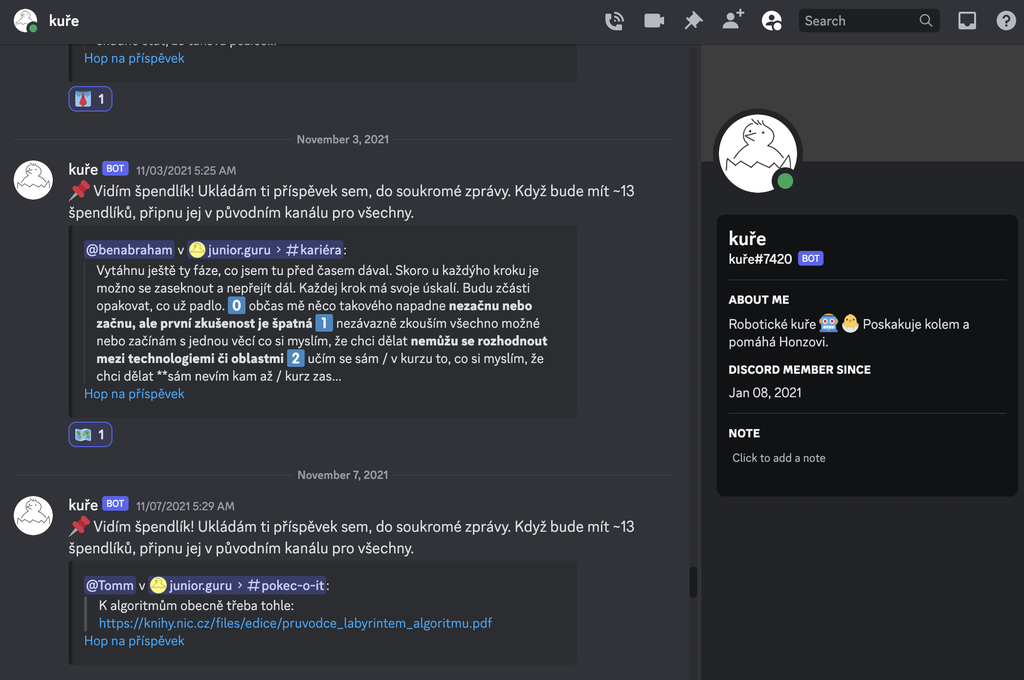 kuře
Search
Hop na příspěvek
1
November 3, 2021
kuře BOT 11/03/2021 5:25 AM
📌 Vidím špendlík! Ukládám ti příspěvek sem, do soukromé zprávy. Když bude mít ~13
špendlíků, připnu jej v původním kanálu pro všechny.
@benabraham v junior.guru › #kariéra:
Vytáhnu ještě ty fáze, co jsem tu před časem dával. Skoro u každýho kroku je
možno se zaseknout a nepřejít dál. Každej krok má svoje úskalí. Budu zčásti
opakovat, co už padlo. 0️⃣ občas mě něco takového napadne nezačnu nebo
začnu, ale první zkušenost je špatná 1️⃣ nezávazně zkouším všechno možné
nebo začínám s jednou věcí co si myslím, že chci dělat nemůžu se rozhodnout
mezi technologiemi či oblastmi 2️⃣ učím se sám / v kurzu to, co si myslím, že
chci dělat **sám nevím kam až / kurz zas...
Hop na příspěvek
1
November 7, 2021
kuře BOT 11/07/2021 5:29 AM
📌 Vidím špendlík! Ukládám ti příspěvek sem, do soukromé zprávy. Když bude mít ~13
špendlíků, připnu jej v původním kanálu pro všechny.
@Tomm v junior.guru › #pokec-o-it:
K algoritmům obecně třeba tohle:
https://knihy.nic.cz/files/edice/pruvodce_labyrintem_algoritmu.pdf
Hop na příspěvek
kuře
kuře#7420 BOT
ABOUT ME
Robotické kuře 🤖🐣 Poskakuje kolem a
pomáhá Honzovi.
DISCORD MEMBER SINCE
Jan 08, 2021
NOTE
Click to add a note